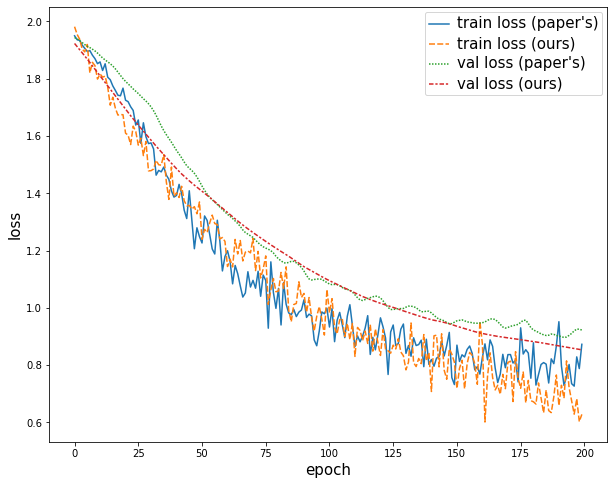 train loss (paper's)
train loss (ours)
val loss (paper's)
val loss (ours)
2.0
1.8
1.6
1.4
1.2
1.0
0.8
0.6
loss
0 25 50 75 100 125 150 175 200
epoch